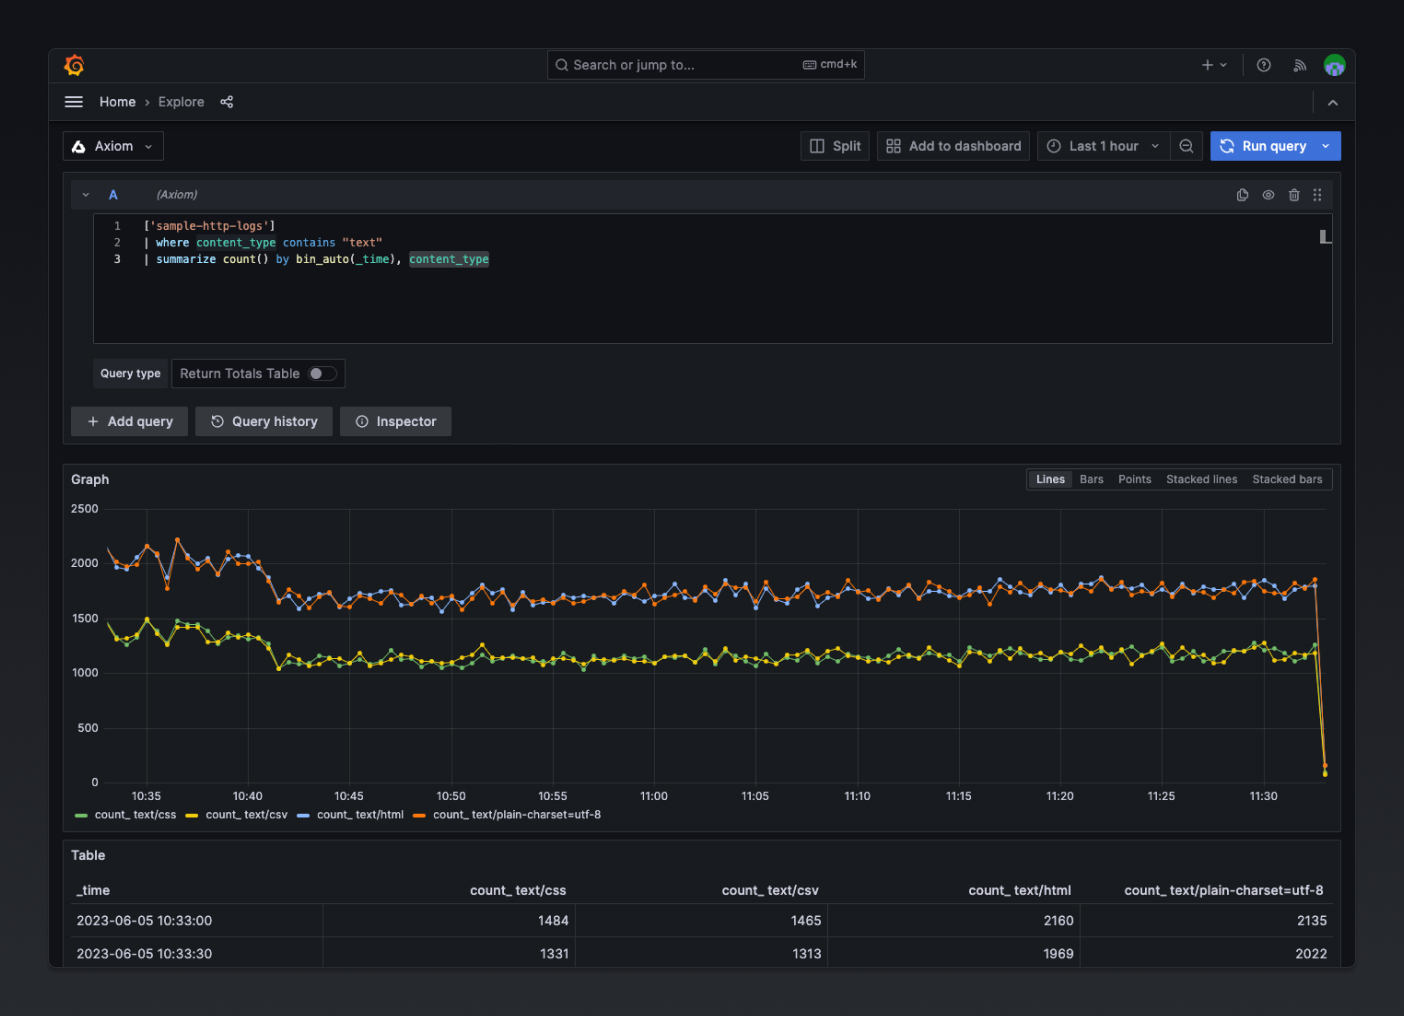 Search or jump to...
cmd+k
Home › Explore
Axiom
Split
Add to dashboard
Last 1 hour
Run query
A (Axiom)
1 ['sample-http-logs']
2 | where content_type contains "text"
3 | summarize count() by bin_auto(_time), content_type
Query type
Return Totals Table
+ Add query
Query history
Inspector
Graph
Lines Bars Points Stacked lines Stacked bars
2500
2000
1500
1000
500
0
10:35 10:40 10:45 10:50 10:55 11:00 11:05 11:10 11:15 11:20 11:25 11:30
count_ text/css count_ text/csv count_ text/html count_ text/plain-charset=utf-8
Table
_time count_ text/css count_ text/csv count_ text/html count_ text/plain-charset=utf-8
2023-06-05 10:33:00 1484 1465 2160 2135
2023-06-05 10:33:30 1331 1313 1969 2022